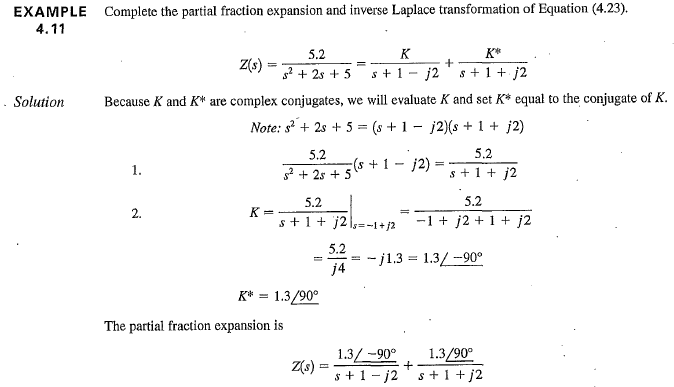 EXAMPLE 4.11 Complete the partial fraction expansion and inverse Laplace transformation of Equation (4.23).
Z(s) = 5.2 / (s² + 2s + 5) = K / (s + 1 − j2) + K* / (s + 1 + j2)
Solution Because K and K* are complex conjugates, we will evaluate K and set K* equal to the conjugate of K.
Note: s² + 2s + 5 = (s + 1 − j2)(s + 1 + j2)
1. 5.2 / (s² + 2s + 5) (s + 1 − j2) = 5.2 / (s + 1 + j2)
2. K = 5.2 / (s + 1 + j2) |s=−1+j2 = 5.2 / (−1 + j2 + 1 + j2)
= 5.2 / j4 = −j1.3 = 1.3/−90°
K* = 1.3/90°
The partial fraction expansion is
Z(s) = 1.3/−90° / (s + 1 − j2) + 1.3/90° / (s + 1 + j2)